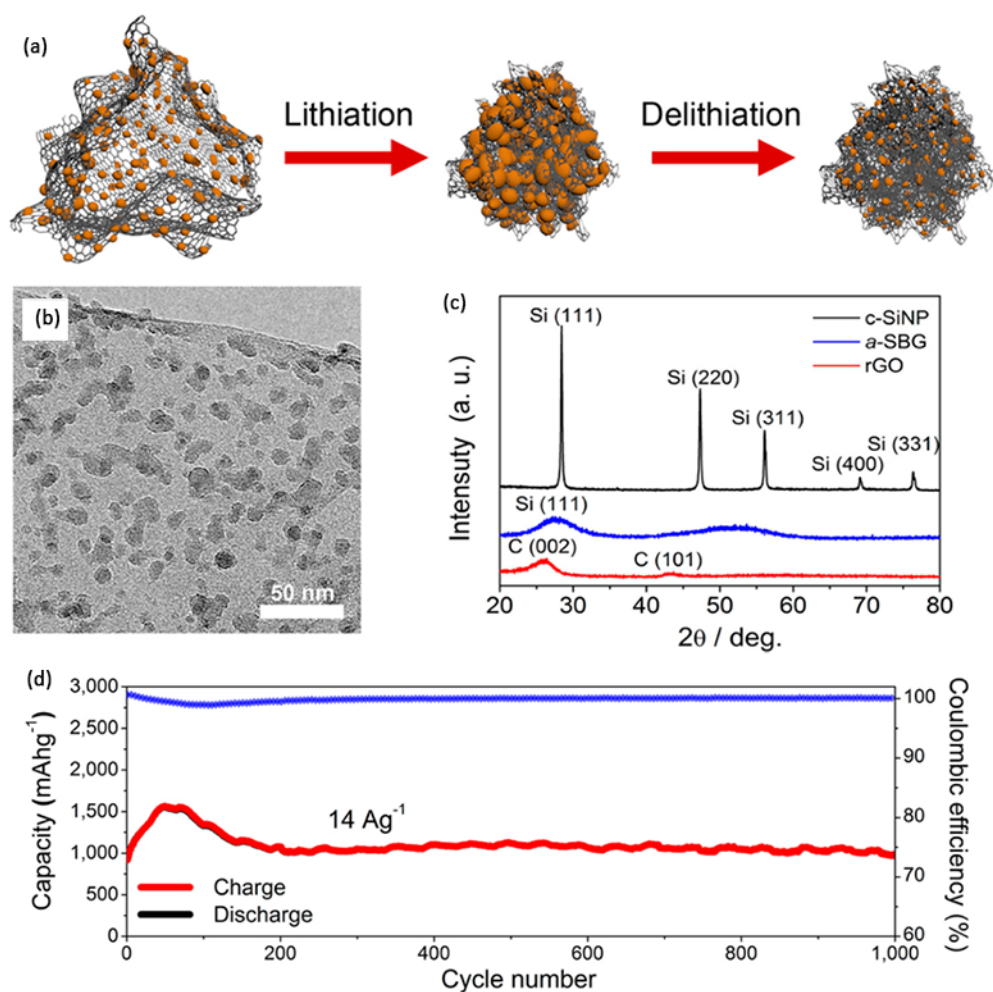 (a)
Lithiation
Delithiation
(b)
50 nm
(c)
Si (111)
c-SiNP
a-SBG
rGO
Si (220)
Si (311)
Si (400)
Si (331)
Si (111)
C (002)
C (101)
Intensuty (a. u.)
20 30 40 50 60 70 80
2θ / deg.
(d)
3,000
2,500
2,000
1,500
1,000
500
0
Capacity (mAhg⁻¹)
14 Ag⁻¹
Charge
Discharge
100
90
80
70
60
Coulombic efficiency (%)
0 200 400 600 800 1,000
Cycle number